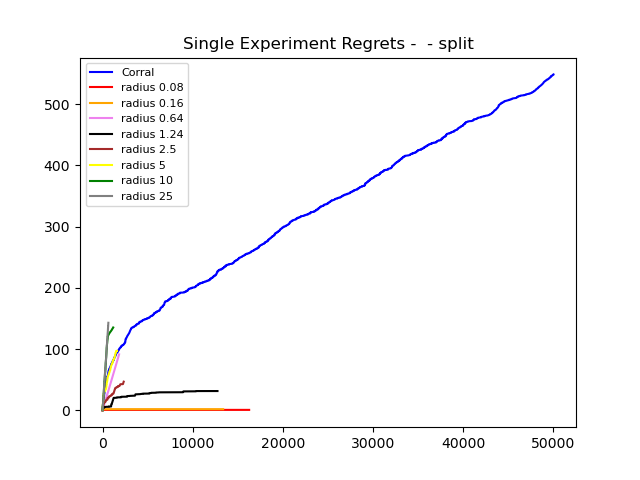 Single Experiment Regrets -  - split
Corral
radius 0.08
radius 0.16
radius 0.64
radius 1.24
radius 2.5
radius 5
radius 10
radius 25
500
400
300
200
100
0
0 10000 20000 30000 40000 50000